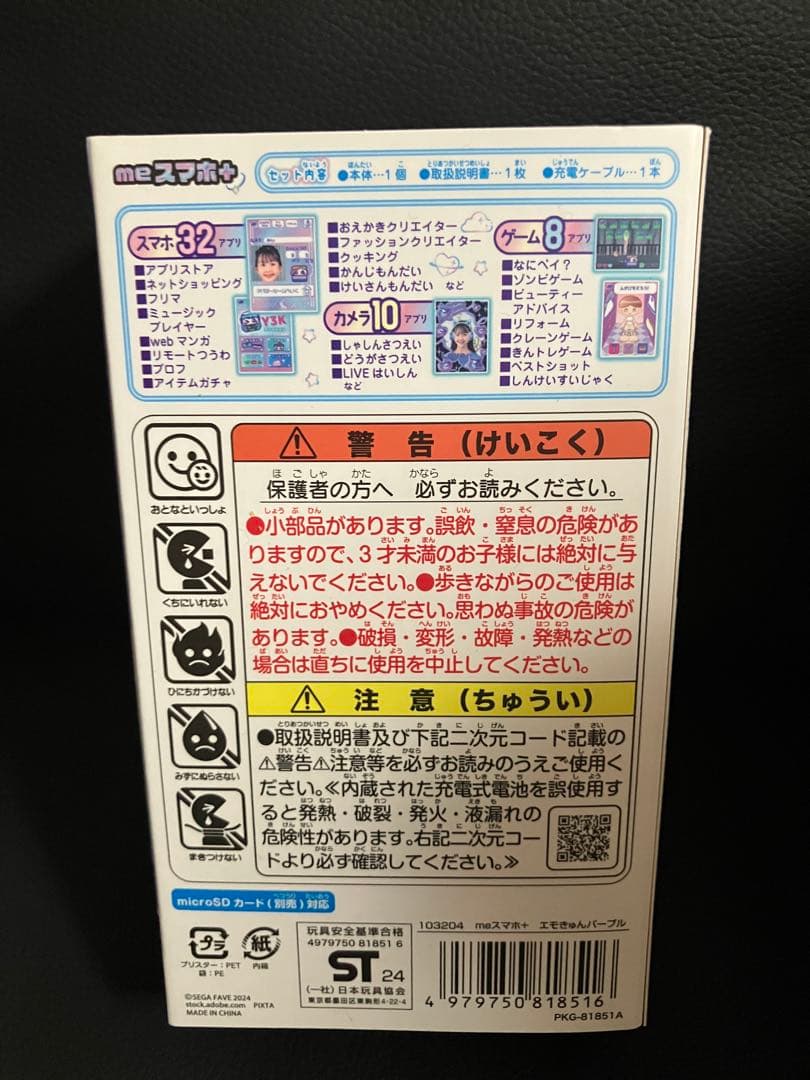 meスマホ+
セット内容 ●本体…1個 ●取扱説明書…1枚 ●充電ケーブル…1本
スマホ32アプリ
■アプリストア
■ネットショッピング
■フリマ
■ミュージック
プレイヤー
■webマンガ
■リモートつうわ
■プロフ
■アイテムガチャ
Y3K
■おえかきクリエイター
■ファッションクリエイター
■クッキング
■かんじもんだい
■けいさんもんだい など
カメラ10アプリ
■しゃしんさつえい
■どうがさつえい
■LIVEはいしん
など
ゲーム8アプリ
■なにペイ?
■ゾンビゲーム
■ビューティー
アドバイス
■リフォーム
■クレーンゲーム
■きんトレゲーム
■ベストショット
■しんけいすいじゃく
おとなといっしょ
くちにいれない
ひにちかづけない
みずにぬらさない
まきつけない
警告(けいこく)
保護者の方へ 必ずお読みください。
●小部品があります。誤飲・窒息の危険があ
りますので、3才未満のお子様には絶対に与
えないでください。●歩きながらのご使用は
絶対におやめください。思わぬ事故の危険が
あります。●破損・変形・故障・発熱などの
場合は直ちに使用を中止してください。
注意(ちゅうい)
●取扱説明書及び下記二次元コード記載の
⚠警告⚠注意等を必ずお読みのうえご使用く
ださい。≪内蔵された充電式電池を誤使用す
ると発熱・破裂・発火・液漏れの
危険性があります。右記二次元コー
ドより必ず確認してください。≫
microSDカード(別売)対応
プラ
ブリスター:PET
袋:PE
紙
内箱
©SEGA FAVE 2024
stock.adobe.com PIXTA
MADE IN CHINA
玩具安全基準合格
4979750 81851 6
ST 24
(一社)日本玩具協会
東京都墨田区東駒形4-22-4
103204 meスマホ+ エモきゅんパープル
4 979750 818516
PKG-81851A